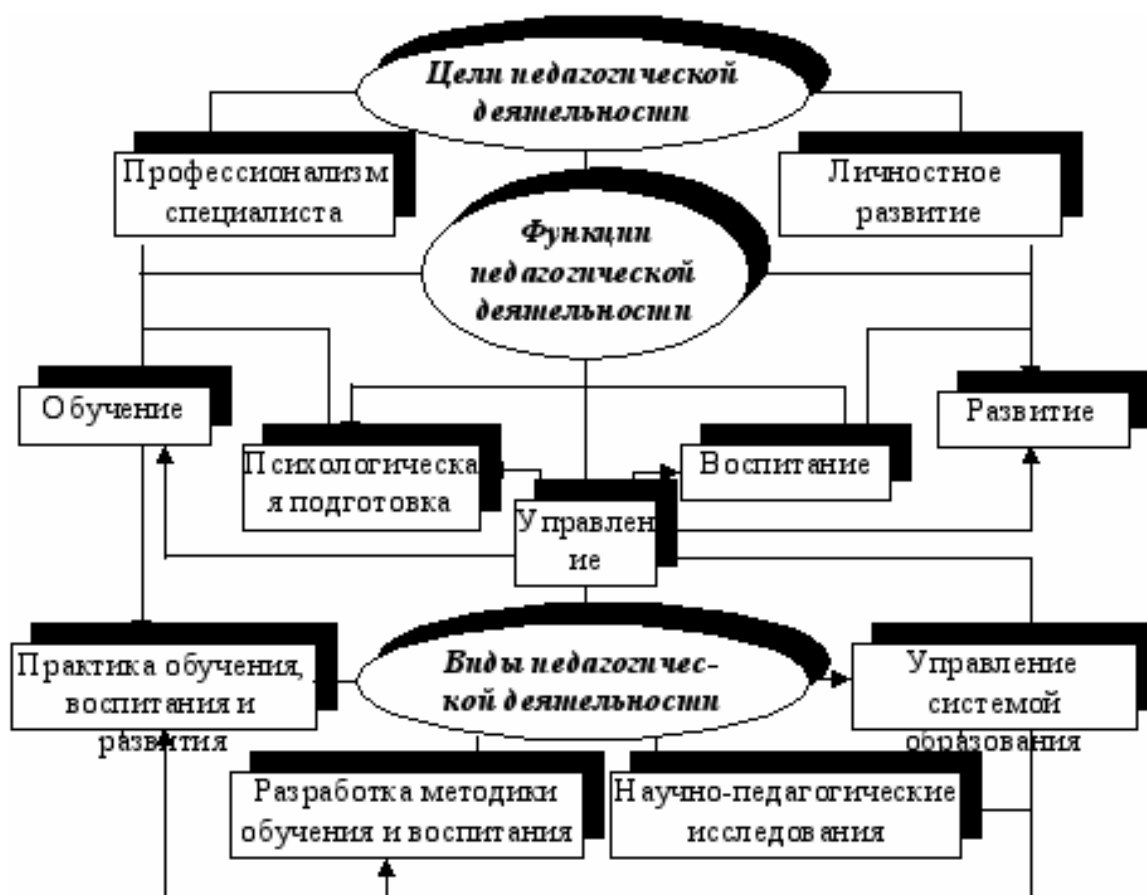 Цели педагогической
деятельности
Профессионализм
специалиста
Личностное
развитие
Функции
педагогической
деятельности
Обучение
Развитие
Психологическа
я подготовка
Воспитание
Управлен
ие
Практика обучения,
воспитания и
развития
Виды педагогичес-
кой деятельности
Управление
системой
образования
Разработка методики
обучения и воспитания
Научно-педагогические
исследования